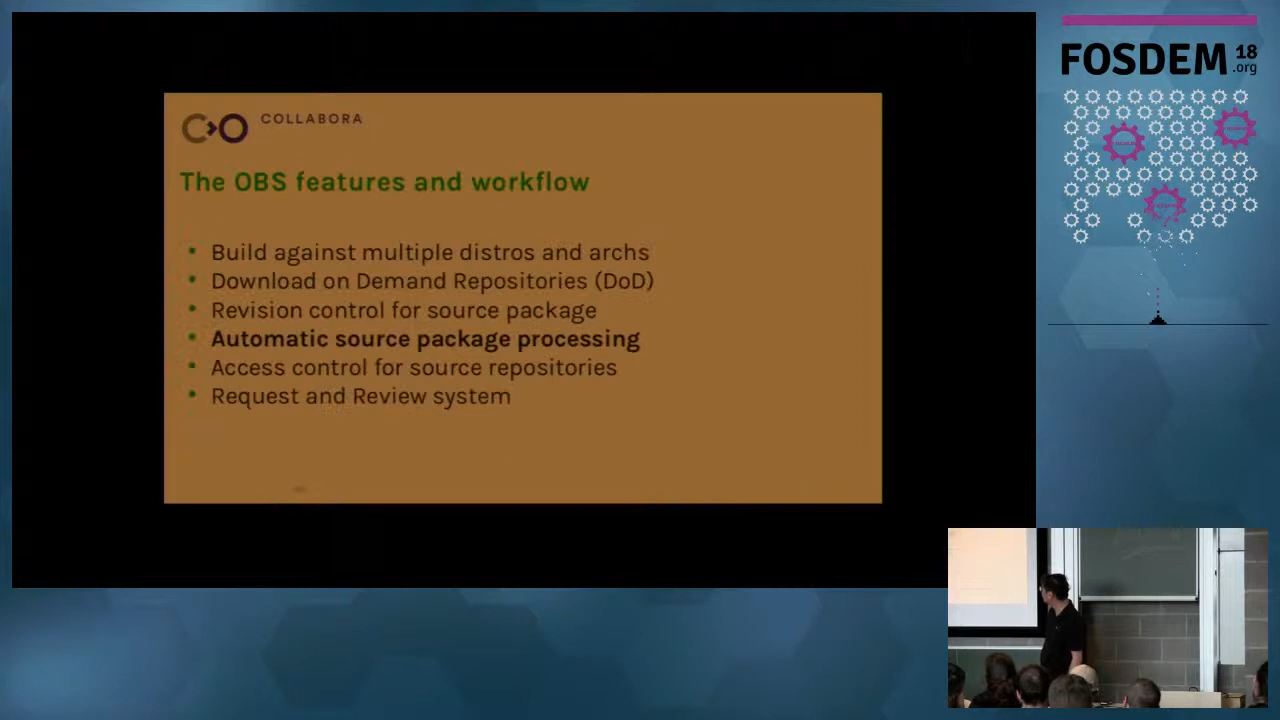 COLLABORA
The OBS features and workflow
Build against multiple distros and archs
Download on Demand Repositories (DoD)
Revision control for source package
Automatic source package processing
Access control for source repositories
Request and Review system
FOSDEM 18
.org